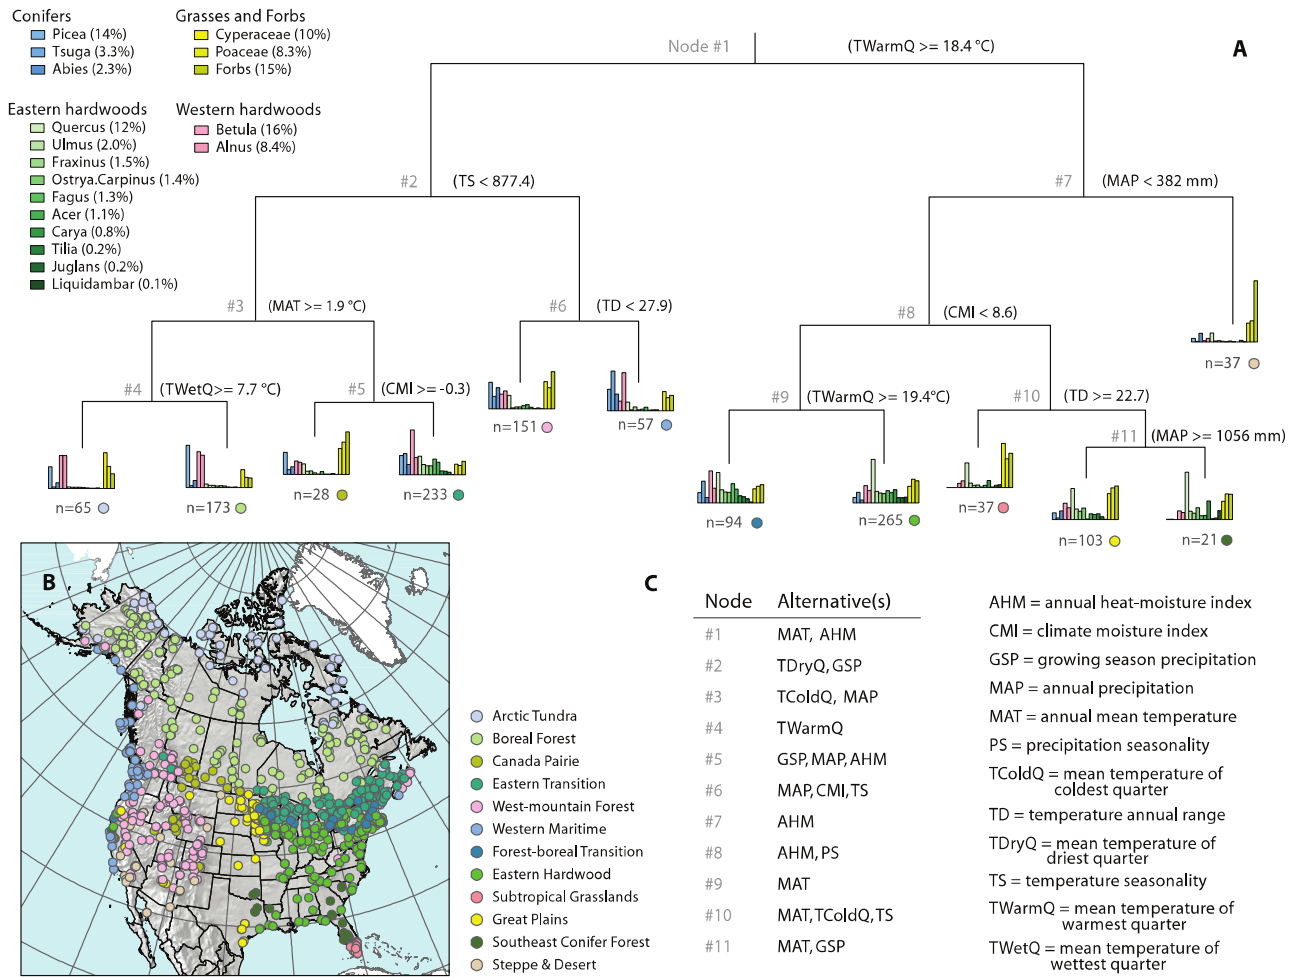 Conifers
Picea (14%)
Tsuga (3.3%)
Abies (2.3%)
Grasses and Forbs
Cyperaceae (10%)
Poaceae (8.3%)
Forbs (15%)
Eastern hardwoods
Quercus (12%)
Ulmus (2.0%)
Fraxinus (1.5%)
Ostrya.Carpinus (1.4%)
Fagus (1.3%)
Acer (1.1%)
Carya (0.8%)
Tilia (0.2%)
Juglans (0.2%)
Liquidambar (0.1%)
Western hardwoods
Betula (16%)
Alnus (8.4%)
A
Node #1 (TWarmQ >= 18.4 °C)
#2 (TS < 877.4)
#7 (MAP < 382 mm)
#3 (MAT >= 1.9 °C)
#6 (TD < 27.9)
#8 (CMI < 8.6)
n=37
#4 (TWetQ>= 7.7 °C)
#5 (CMI >= -0.3)
#9 (TWarmQ >= 19.4°C)
#10 (TD >= 22.7)
#11 (MAP >= 1056 mm)
n=151
n=57
n=65
n=173
n=28
n=233
n=94
n=265
n=37
n=103
n=21
B
Arctic Tundra
Boreal Forest
Canada Pairie
Eastern Transition
West-mountain Forest
Western Maritime
Forest-boreal Transition
Eastern Hardwood
Subtropical Grasslands
Great Plains
Southeast Conifer Forest
Steppe & Desert
C
Node Alternative(s)
#1 MAT, AHM
#2 TDryQ, GSP
#3 TColdQ, MAP
#4 TWarmQ
#5 GSP, MAP, AHM
#6 MAP, CMI, TS
#7 AHM
#8 AHM, PS
#9 MAT
#10 MAT, TColdQ, TS
#11 MAT, GSP
AHM = annual heat-moisture index
CMI = climate moisture index
GSP = growing season precipitation
MAP = annual precipitation
MAT = annual mean temperature
PS = precipitation seasonality
TColdQ = mean temperature of
coldest quarter
TD = temperature annual range
TDryQ = mean temperature of
driest quarter
TS = temperature seasonality
TWarmQ = mean temperature of
warmest quarter
TWetQ = mean temperature of
wettest quarter